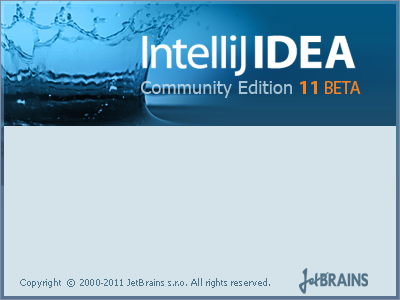 IntelliJ IDEA
Community Edition 11 BETA
Copyright © 2000-2011 JetBrains s.r.o. All rights reserved.
JetBRAINS